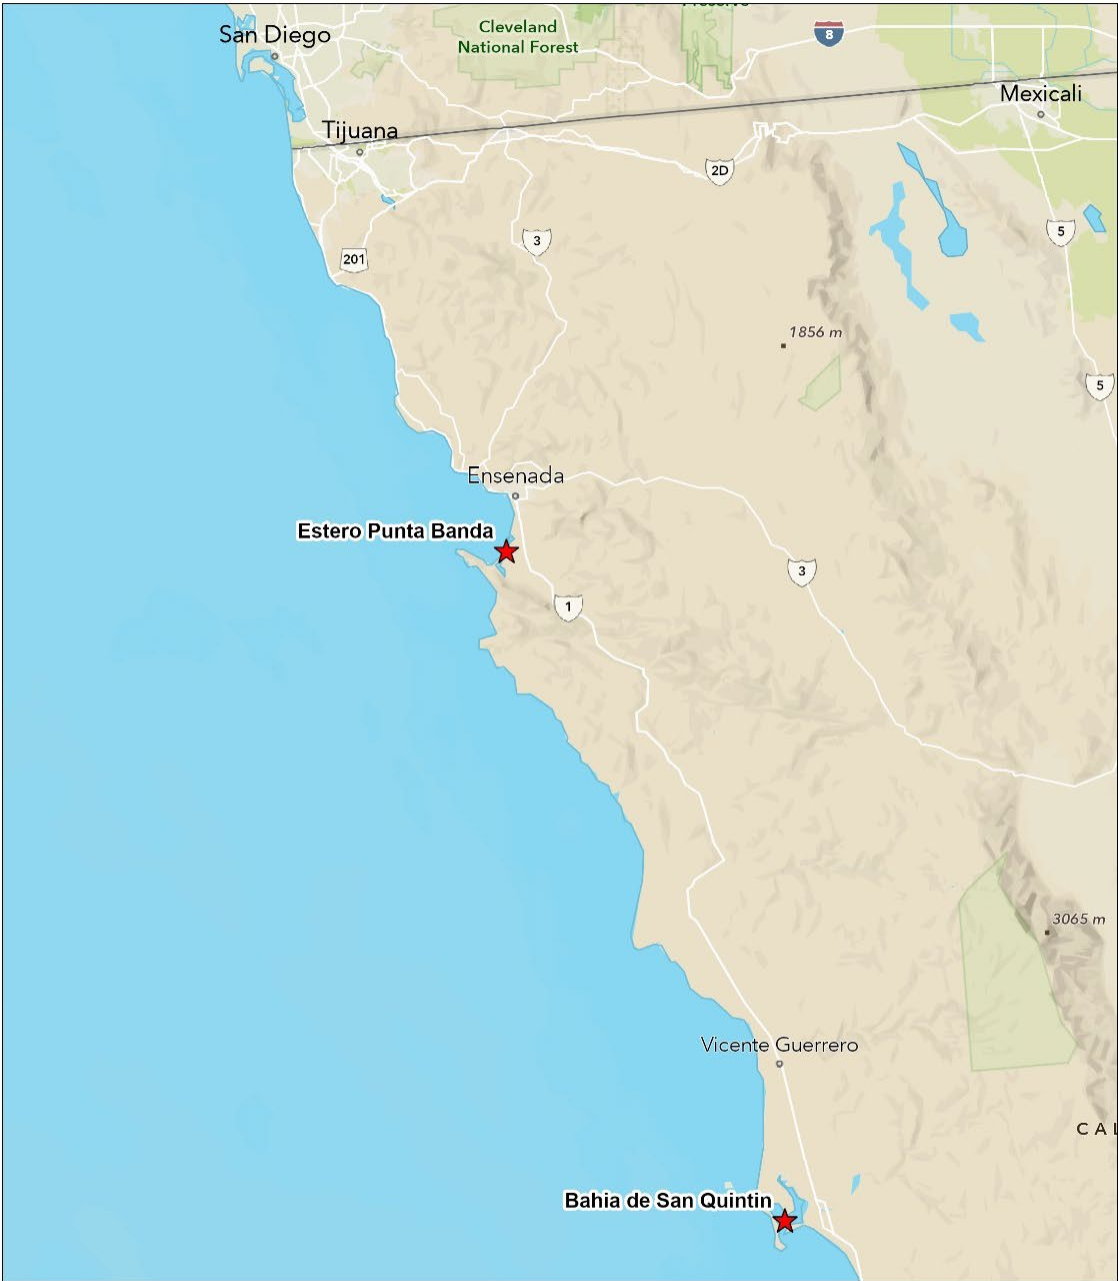 Preserve
San Diego
Cleveland
National Forest
8
Mexicali
Tijuana
2D
3
5
201
1856 m
5
Ensenada
Estero Punta Banda
3
1
3065 m
Vicente Guerrero
CAL
Bahia de San Quintin